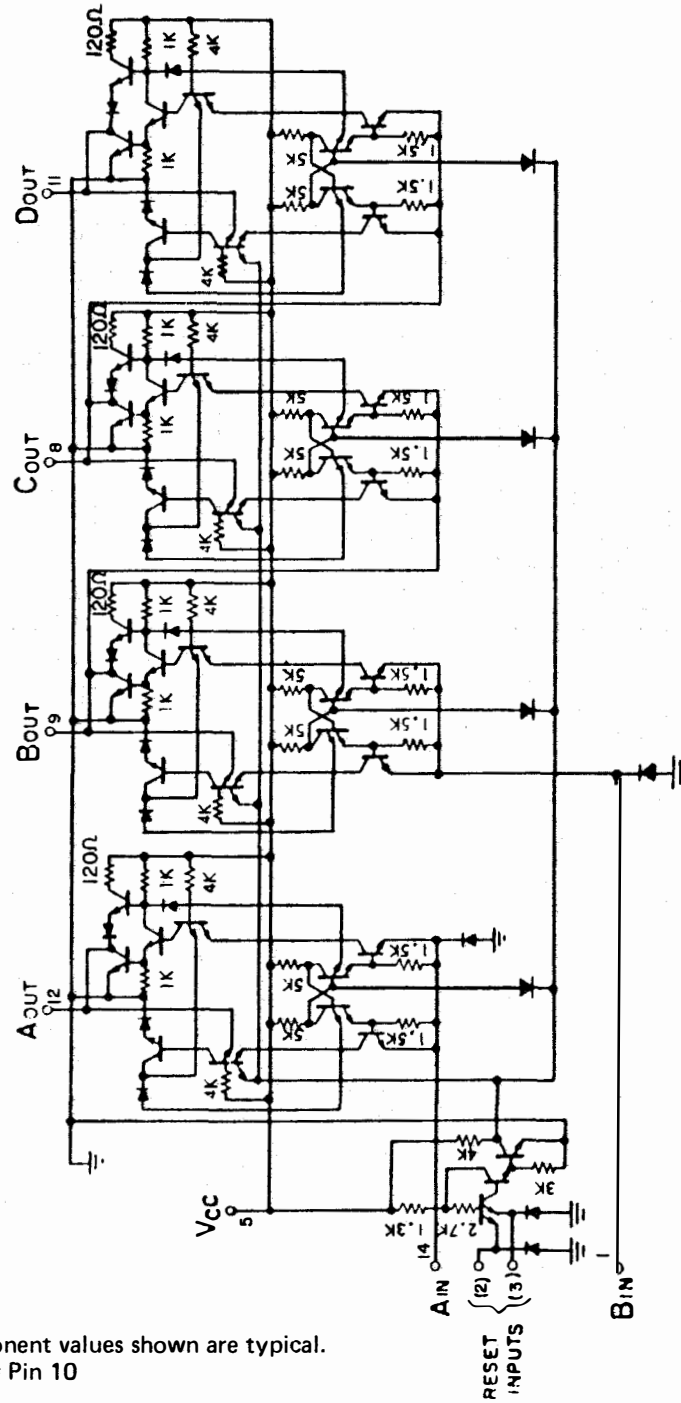 DOUT
11
120Ω
1K
4K
1K
4K
5K
5K
1.5K
1.5K
COUT
8
120Ω
1K
4K
1K
4K
5K
5K
1.5K
1.5K
BOUT
9
120Ω
1K
4K
1K
4K
5K
5K
1.5K
1.5K
AOUT
12
120Ω
1K
4K
1K
4K
5K
5K
1.5K
1.5K
VCC
5
4K
3K
1.3K
2.7K
14
AIN
(2)
(3)
RESET
INPUTS
1
BIN
onent values shown are typical.
Pin 10